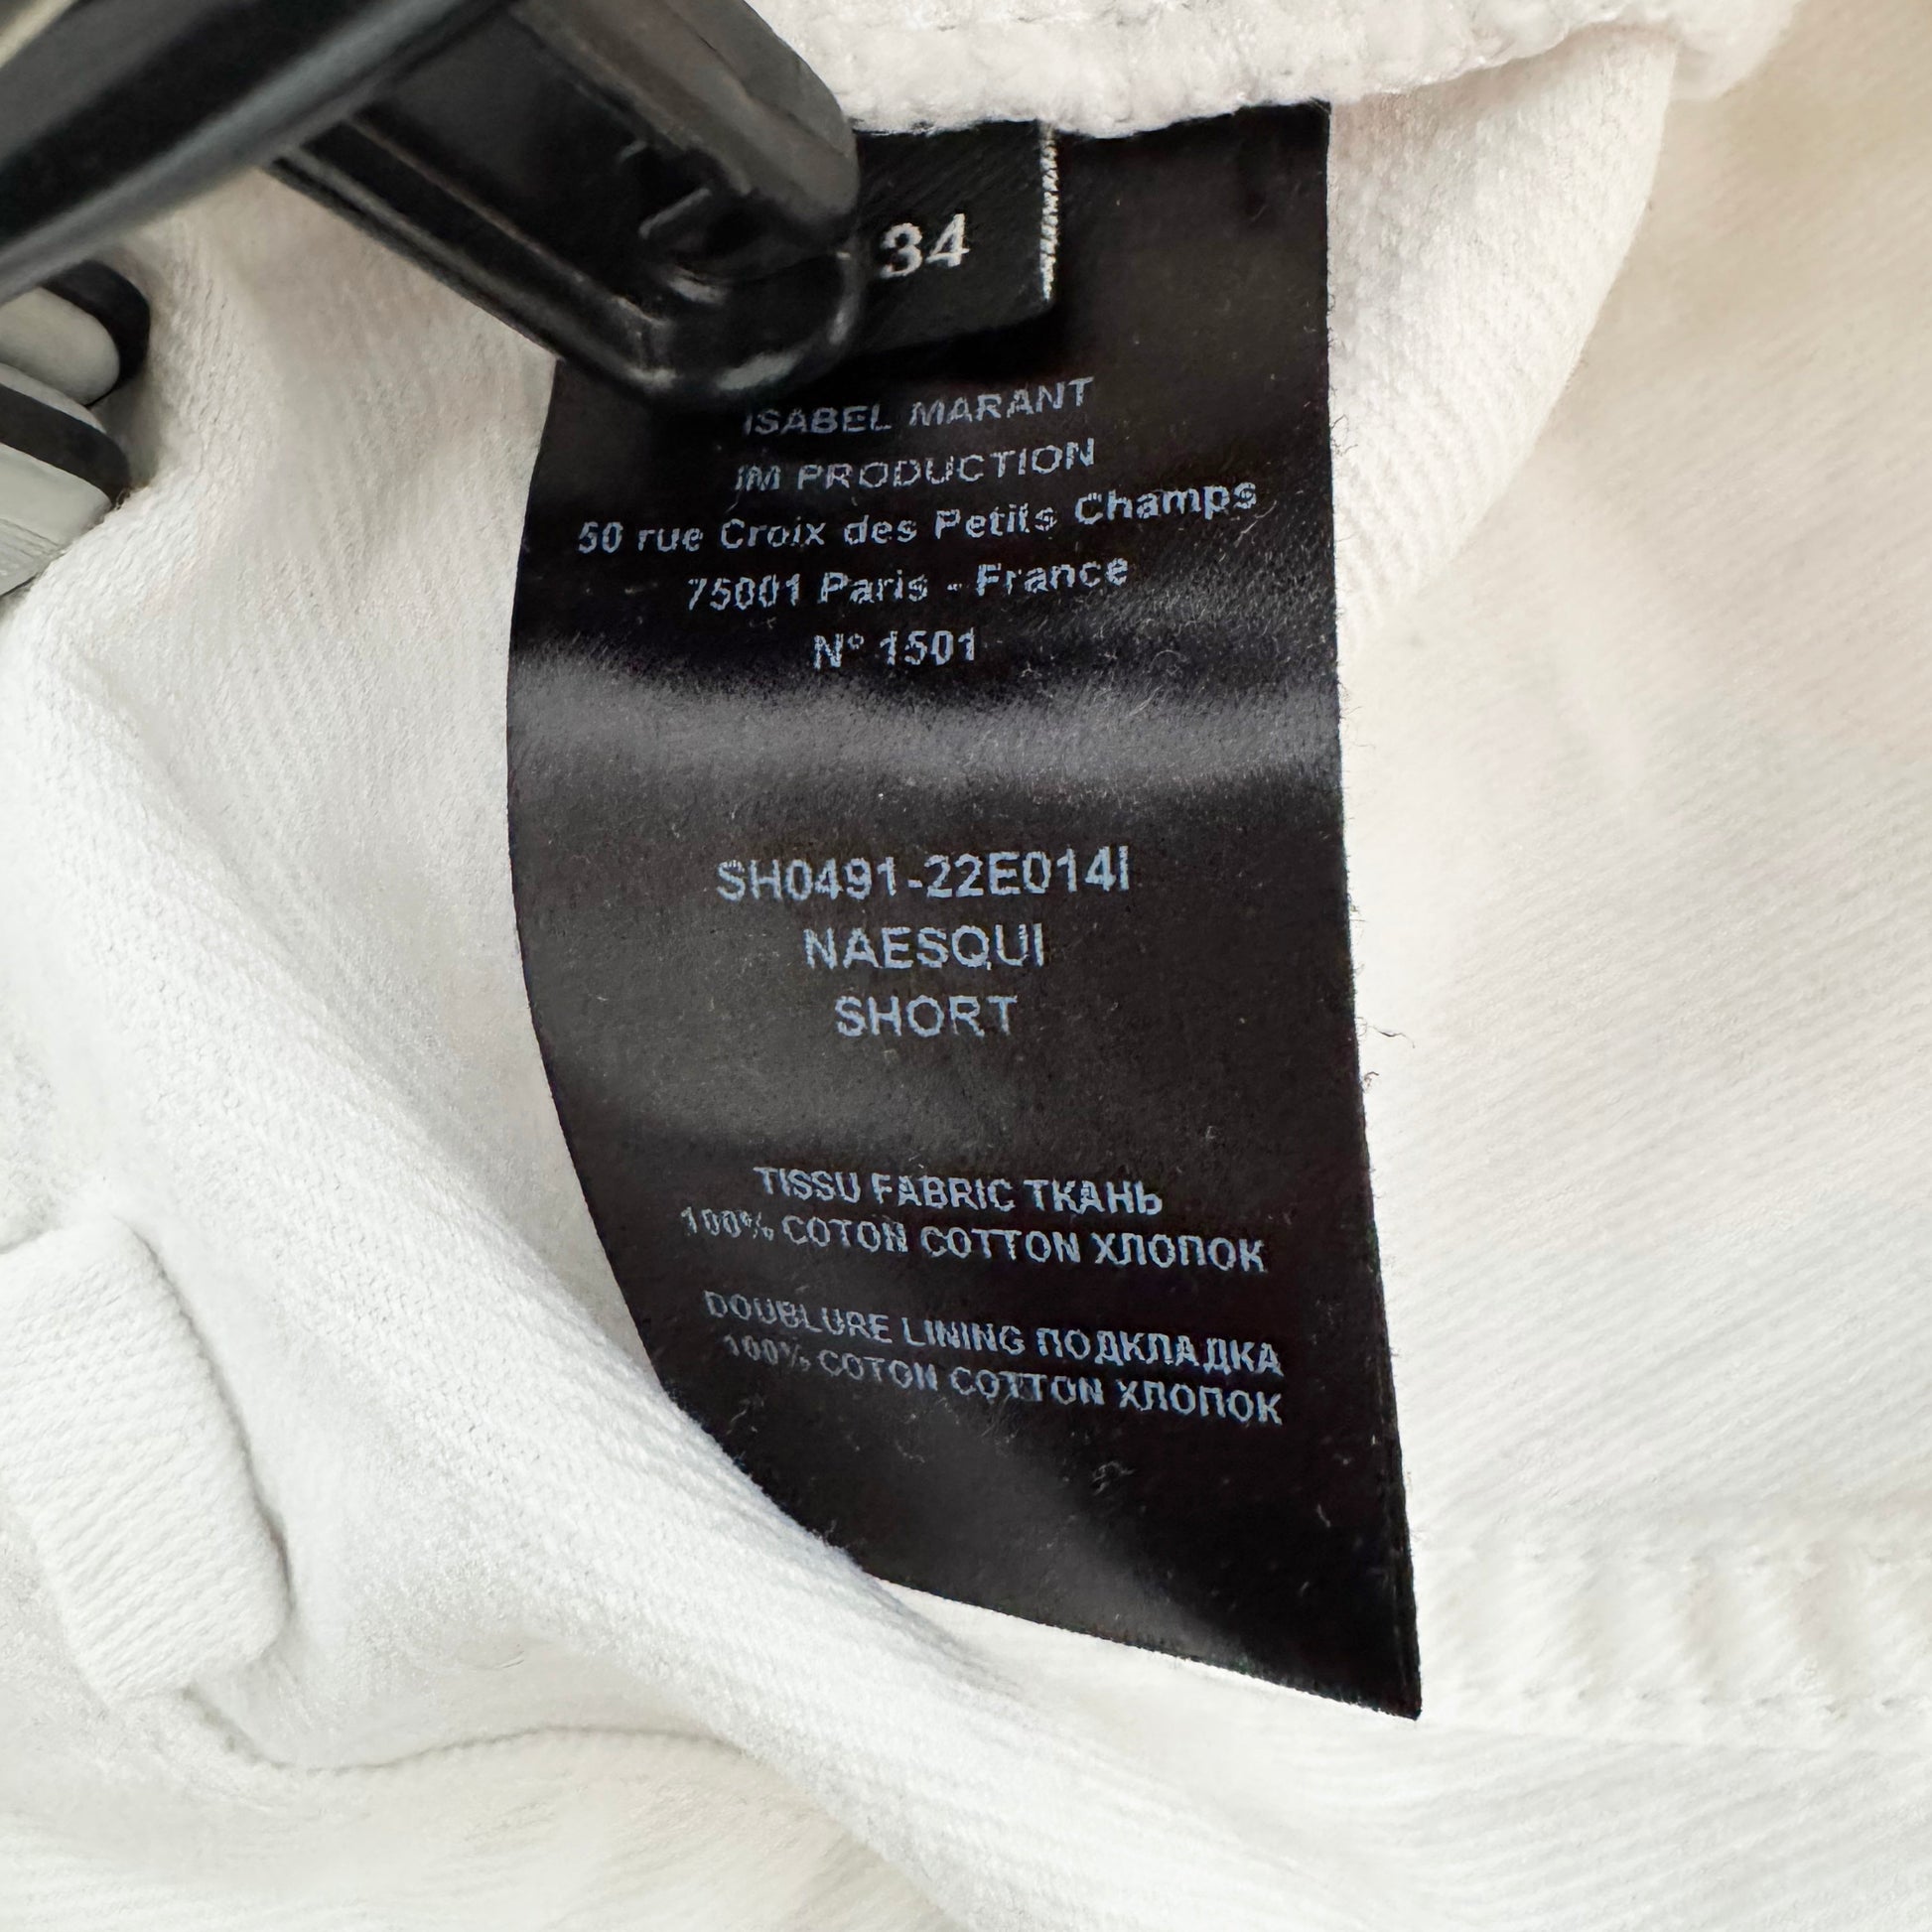 34
ISABEL MARANT
IM PRODUCTION
50 rue Croix des Petits Champs
75001 Paris - France
N° 1501
SH0491-22E014I
NAESQUI
SHORT
TISSU FABRIC ТКАНЬ
100% COTON COTTON ХЛОПОК
DOUBLURE LINING ПОДКЛАДКА
100% COTON COTTON ХЛОПОК